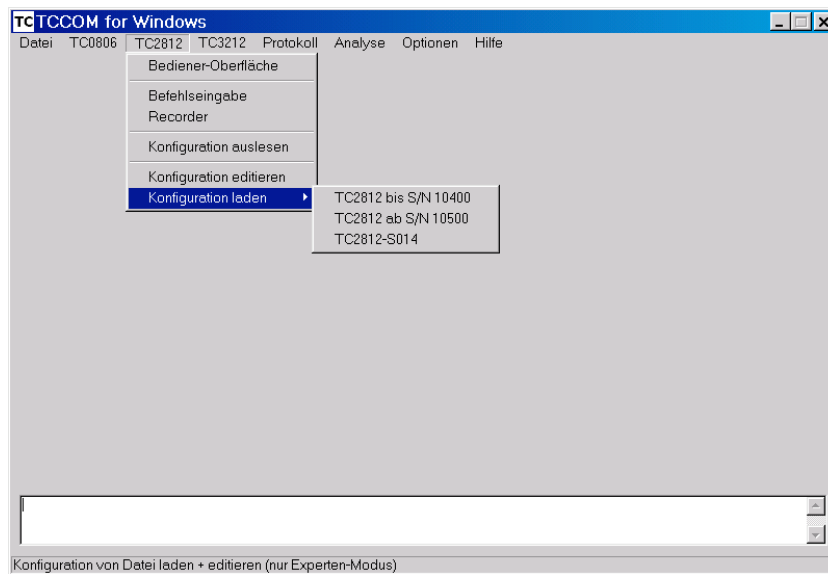 TC TCCOM for Windows
Datei TC0806 TC2812 TC3212 Protokoll Analyse Optionen Hilfe
Bediener-Oberfläche
Befehlseingabe
Recorder
Konfiguration auslesen
Konfiguration editieren
Konfiguration laden
TC2812 bis S/N 10400
TC2812 ab S/N 10500
TC2812-S014
Konfiguration von Datei laden + editieren (nur Experten-Modus)